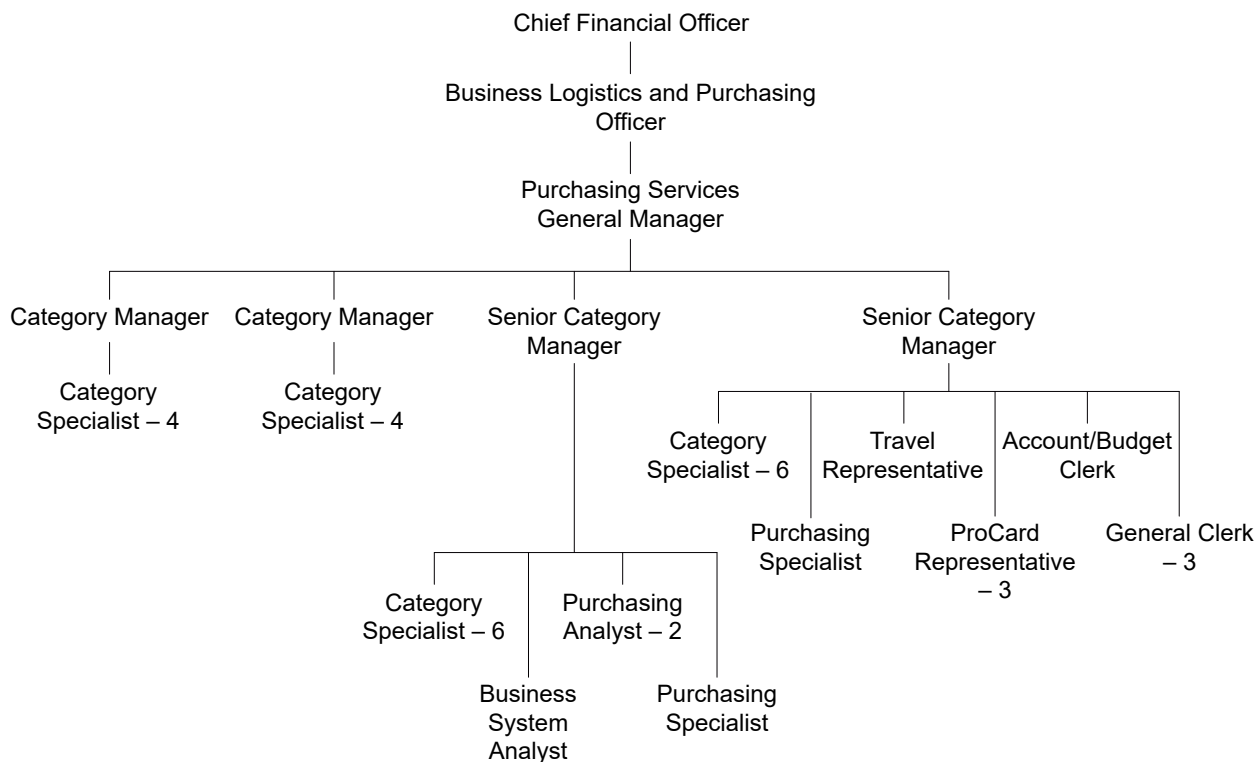 Chief Financial Officer
Business Logistics and Purchasing
Officer
Purchasing Services
General Manager
Category Manager
Category Manager
Senior Category
Manager
Senior Category
Manager
Category
Specialist – 4
Category
Specialist – 4
Category
Specialist – 6
Travel
Representative
Account/Budget
Clerk
Purchasing
Specialist
ProCard
Representative
– 3
General Clerk
– 3
Category
Specialist – 6
Purchasing
Analyst – 2
Business
System
Analyst
Purchasing
Specialist